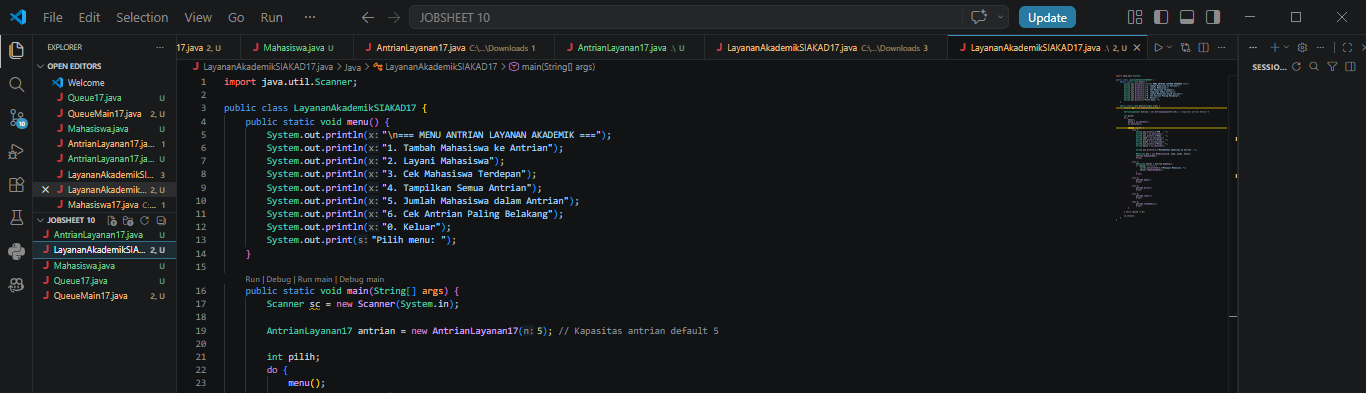 File Edit Selection View Go Run ··· JOBSHEET 10 Update
EXPLORER ···
OPEN EDITORS
Welcome
Queue17.java U
QueueMain17.java 2, U
Mahasiswa.java U
AntrianLayanan17.ja... 1
AntrianLayanan17.ja... U
LayananAkademikSI... 3
LayananAkademik... 2, U
Mahasiswa17.java C:... 1
JOBSHEET 10
AntrianLayanan17.java U
LayananAkademikSIA... 2, U
Mahasiswa.java U
Queue17.java U
QueueMain17.java 2, U
17.java 2, U Mahasiswa.java U AntrianLayanan17.java C:\...\Downloads 1 AntrianLayanan17.java .\ U LayananAkademikSIAKAD17.java C:\...\Downloads 3 LayananAkademikSIAKAD17.java .\ 2, U
LayananAkademikSIAKAD17.java > Java > LayananAkademikSIAKAD17 > main(String[] args)
1 import java.util.Scanner;
2
3 public class LayananAkademikSIAKAD17 {
4 public static void menu() {
5 System.out.println(x: "\n=== MENU ANTRIAN LAYANAN AKADEMIK ===");
6 System.out.println(x: "1. Tambah Mahasiswa ke Antrian");
7 System.out.println(x: "2. Layani Mahasiswa");
8 System.out.println(x: "3. Cek Mahasiswa Terdepan");
9 System.out.println(x: "4. Tampilkan Semua Antrian");
10 System.out.println(x: "5. Jumlah Mahasiswa dalam Antrian");
11 System.out.println(x: "6. Cek Antrian Paling Belakang");
12 System.out.println(x: "0. Keluar");
13 System.out.print(s: "Pilih menu: ");
14 }
15
Run | Debug | Run main | Debug main
16 public static void main(String[] args) {
17 Scanner sc = new Scanner(System.in);
18
19 AntrianLayanan17 antrian = new AntrianLayanan17(n: 5); // Kapasitas antrian default 5
20
21 int pilih;
22 do {
23 menu();
SESSIO...